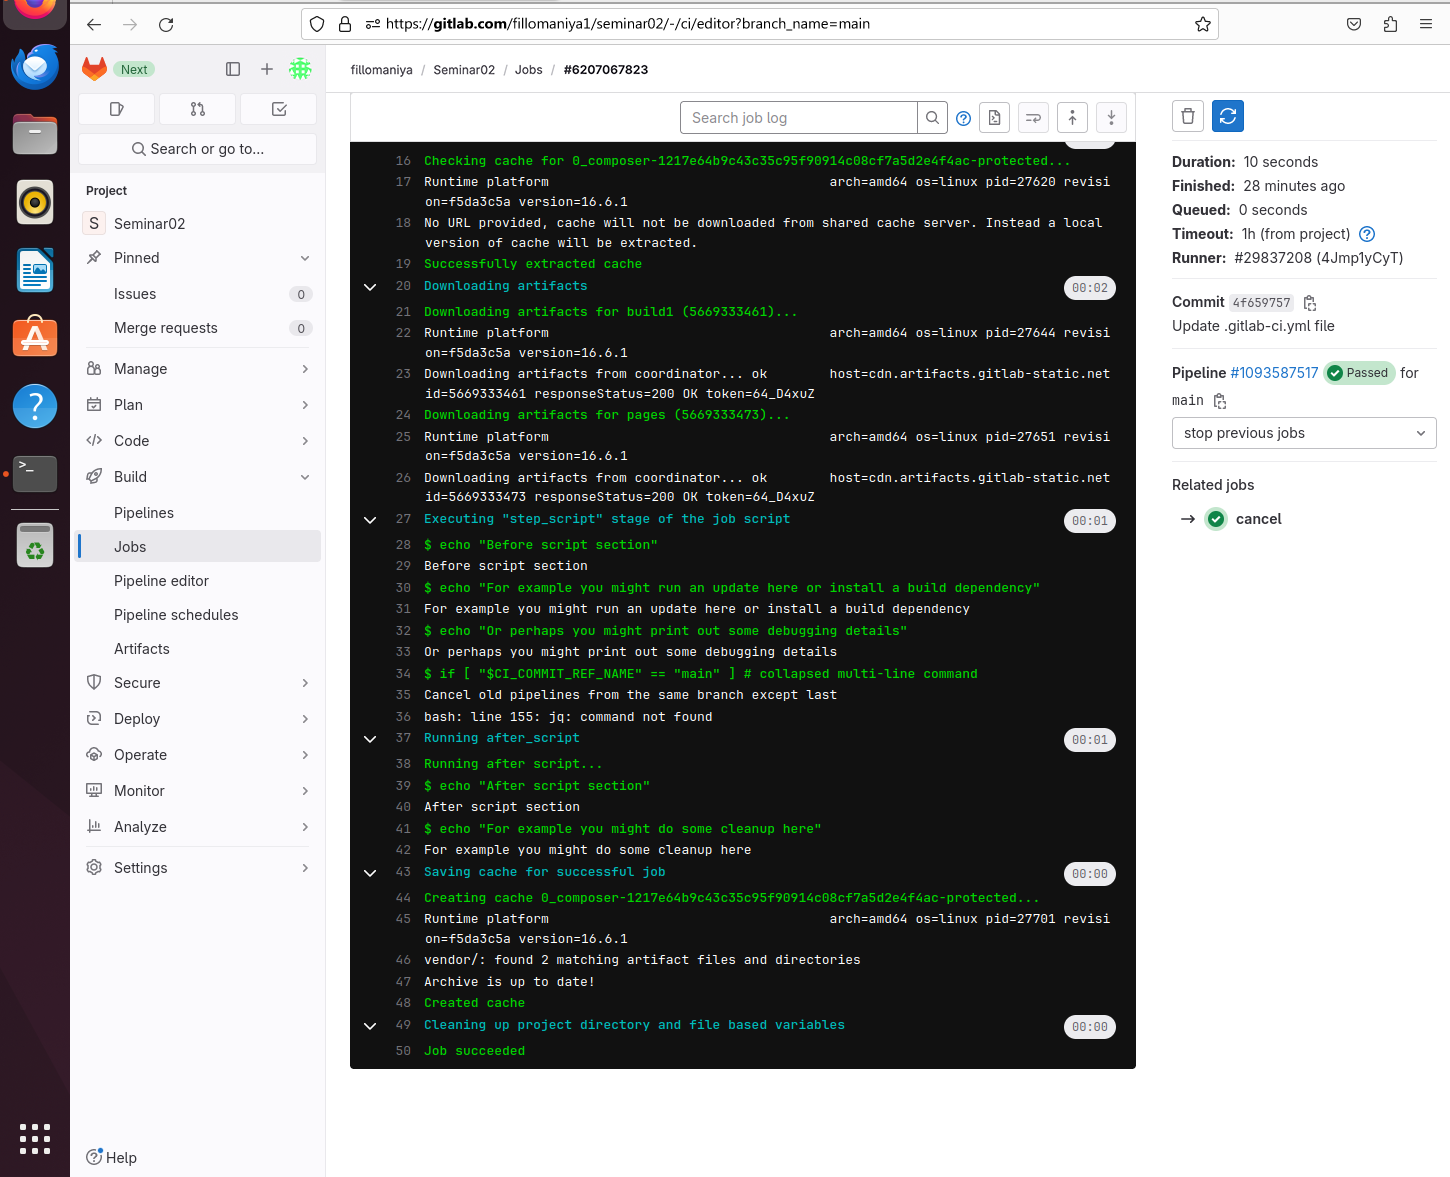 https://gitlab.com/fillomaniya1/seminar02/-/ci/editor?branch_name=main
Next
fillomaniya / Seminar02 / Jobs / #6207067823
Search or go to...
Project
S Seminar02
Pinned
Issues 0
Merge requests 0
Manage
Plan
Code
Build
Pipelines
Jobs
Pipeline editor
Pipeline schedules
Artifacts
Secure
Deploy
Operate
Monitor
Analyze
Settings
Help
Search job log
16 Checking cache for 0_composer-1217e64b9c43c35c95f90914c08cf7a5d2e4f4ac-protected...
17 Runtime platform arch=amd64 os=linux pid=27620 revisi
on=f5da3c5a version=16.6.1
18 No URL provided, cache will not be downloaded from shared cache server. Instead a local
version of cache will be extracted.
19 Successfully extracted cache
20 Downloading artifacts 00:02
21 Downloading artifacts for build1 (5669333461)...
22 Runtime platform arch=amd64 os=linux pid=27644 revisi
on=f5da3c5a version=16.6.1
23 Downloading artifacts from coordinator... ok host=cdn.artifacts.gitlab-static.net
id=5669333461 responseStatus=200 OK token=64_D4xuZ
24 Downloading artifacts for pages (5669333473)...
25 Runtime platform arch=amd64 os=linux pid=27651 revisi
on=f5da3c5a version=16.6.1
26 Downloading artifacts from coordinator... ok host=cdn.artifacts.gitlab-static.net
id=5669333473 responseStatus=200 OK token=64_D4xuZ
27 Executing "step_script" stage of the job script 00:01
28 $ echo "Before script section"
29 Before script section
30 $ echo "For example you might run an update here or install a build dependency"
31 For example you might run an update here or install a build dependency
32 $ echo "Or perhaps you might print out some debugging details"
33 Or perhaps you might print out some debugging details
34 $ if [ "$CI_COMMIT_REF_NAME" == "main" ] # collapsed multi-line command
35 Cancel old pipelines from the same branch except last
36 bash: line 155: jq: command not found
37 Running after_script 00:01
38 Running after script...
39 $ echo "After script section"
40 After script section
41 $ echo "For example you might do some cleanup here"
42 For example you might do some cleanup here
43 Saving cache for successful job 00:00
44 Creating cache 0_composer-1217e64b9c43c35c95f90914c08cf7a5d2e4f4ac-protected...
45 Runtime platform arch=amd64 os=linux pid=27701 revisi
on=f5da3c5a version=16.6.1
46 vendor/: found 2 matching artifact files and directories
47 Archive is up to date!
48 Created cache
49 Cleaning up project directory and file based variables 00:00
50 Job succeeded
Duration: 10 seconds
Finished: 28 minutes ago
Queued: 0 seconds
Timeout: 1h (from project)
Runner: #29837208 (4Jmp1yCyT)
Commit 4f659757
Update .gitlab-ci.yml file
Pipeline #1093587517 Passed for
main
stop previous jobs
Related jobs
cancel